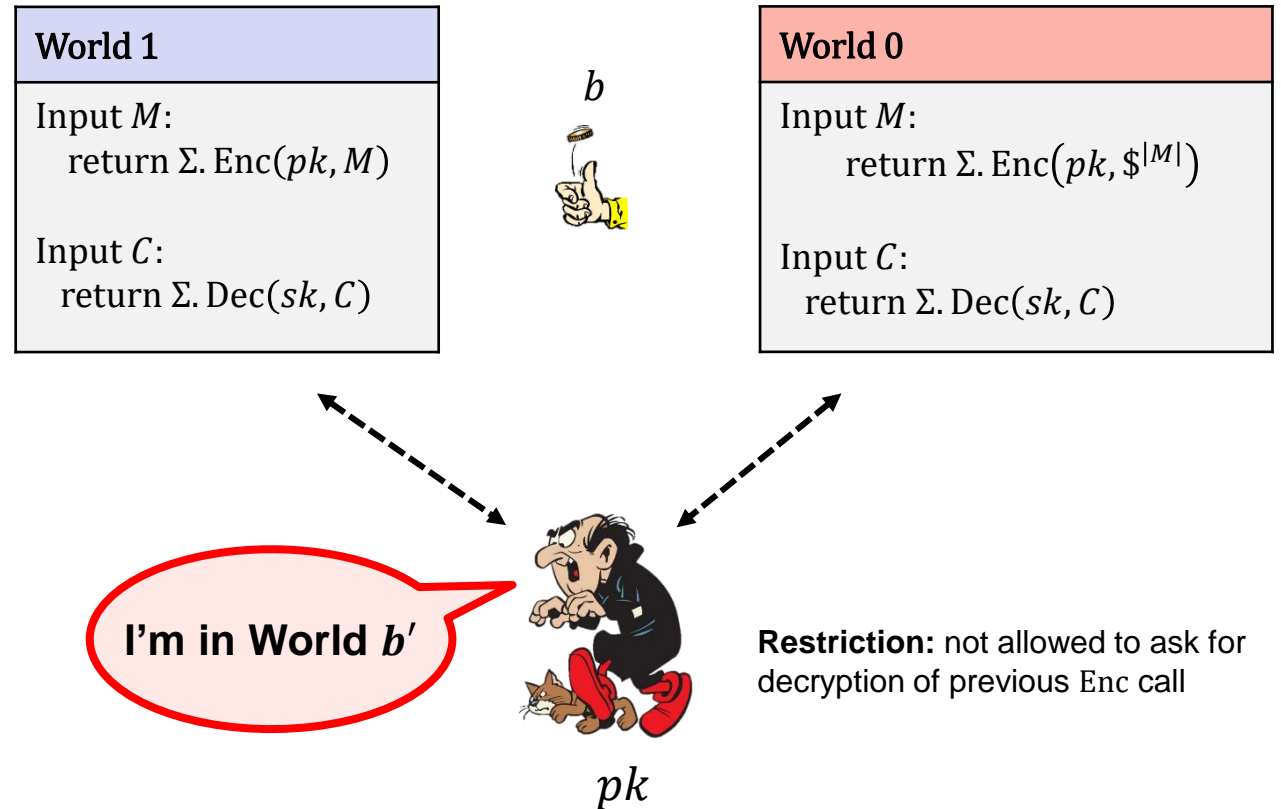 World 1
Input 𝑀:
return Σ. Enc(𝑝𝑘, 𝑀)
Input 𝐶:
return Σ. Dec(𝑠𝑘, 𝐶)
𝑏
World 0
Input 𝑀:
return Σ. Enc(𝑝𝑘, $^{|𝑀|})
Input 𝐶:
return Σ. Dec(𝑠𝑘, 𝐶)
I’m in World 𝒃′
Restriction: not allowed to ask for
decryption of previous Enc call
𝑝𝑘